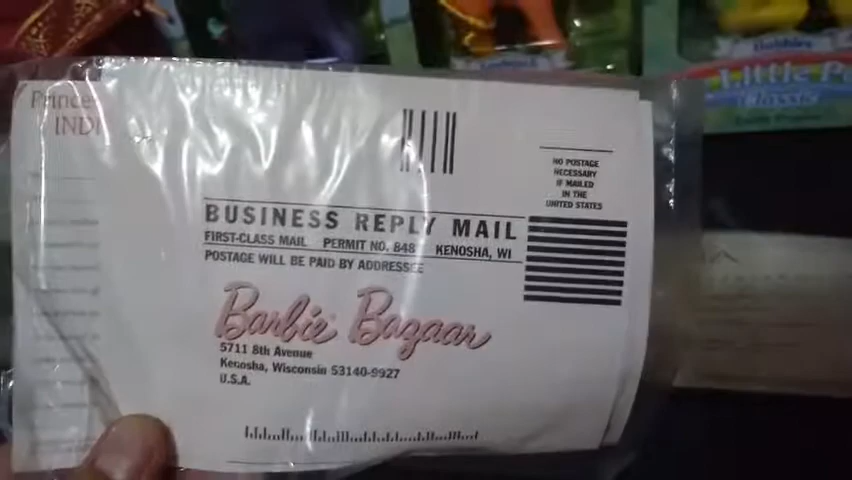 INDI
NO POSTAGE
NECESSARY
IF MAILED
IN THE
UNITED STATES
BUSINESS REPLY MAIL
FIRST-CLASS MAIL PERMIT NO. 848 KENOSHA, WI
POSTAGE WILL BE PAID BY ADDRESSEE
Barbie Bazaar
5711 8th Avenue
Kenosha, Wisconsin 53140-9927
U.S.A.
Little
Classic